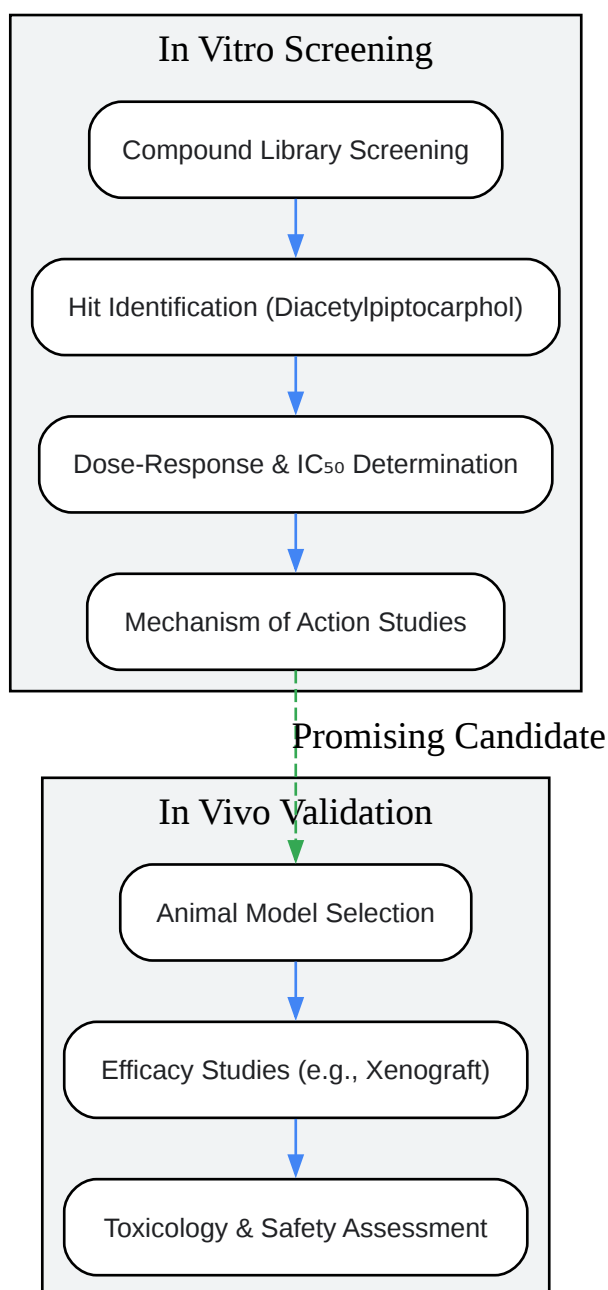 In Vitro Screening
Compound Library Screening
Hit Identification (Diacetylpiptocarphol)
Dose-Response & IC₅₀ Determination
Mechanism of Action Studies
Promising Candidate
In Vivo Validation
Animal Model Selection
Efficacy Studies (e.g., Xenograft)
Toxicology & Safety Assessment